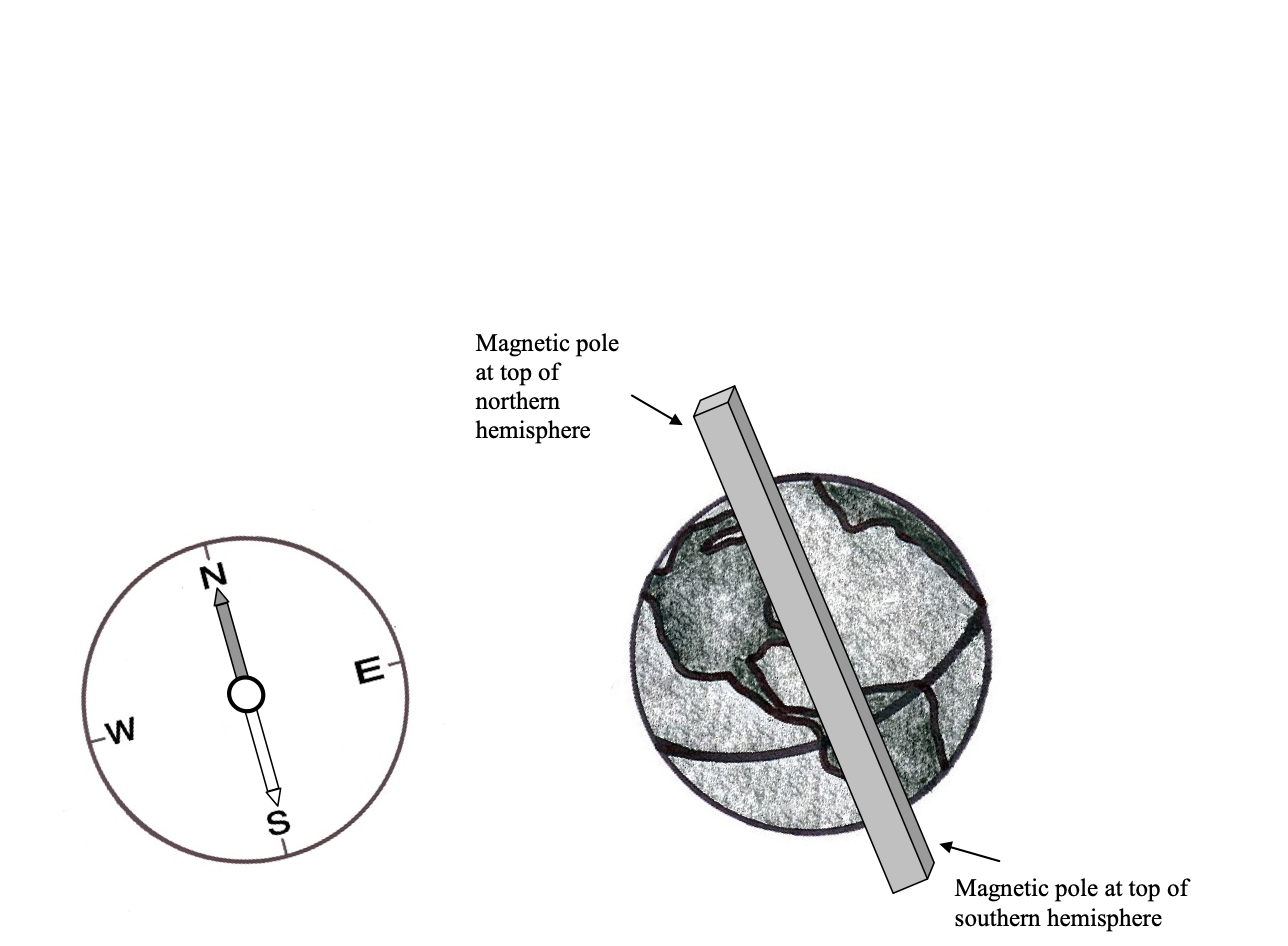 Magnetic pole
at top of
northern
hemisphere
N
E
W
S
Magnetic pole at top of
southern hemisphere